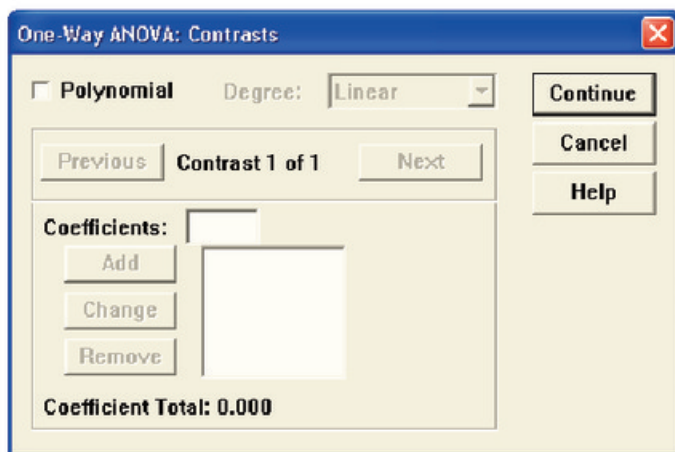 One-Way ANOVA: Contrasts
Polynomial Degree: Linear
Continue
Cancel
Help
Previous Contrast 1 of 1 Next
Coefficients:
Add
Change
Remove
Coefficient Total: 0.000